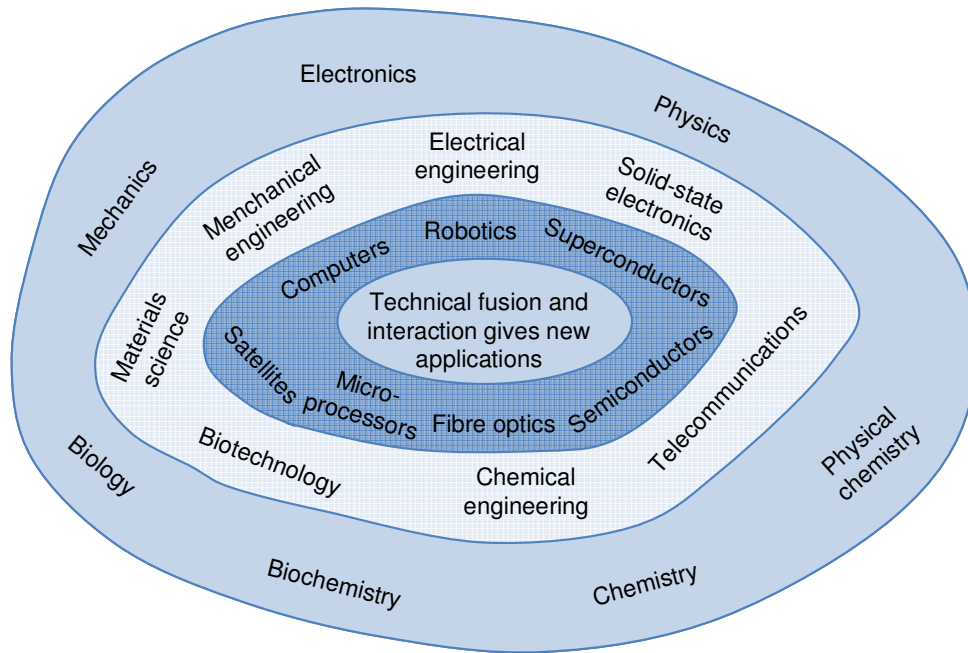 Electronics
Physics
Mechanics
Electrical
engineering
Menchanical
engineering
Solid-state
electronics
Robotics
Superconductors
Computers
Technical fusion and
interaction gives new
applications
Materials
science
Satellites
Micro-
processors
Fibre optics
Semiconductors
Telecommunications
Biotechnology
Chemical
engineering
Biology
Physical
chemistry
Biochemistry
Chemistry